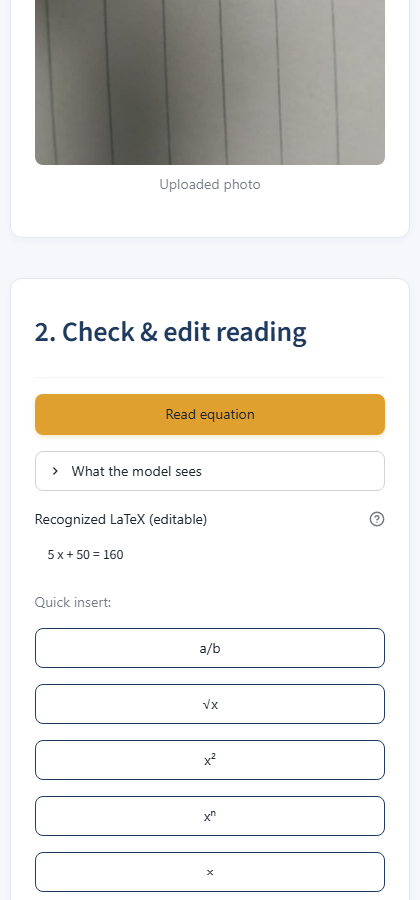 Uploaded photo
2. Check & edit reading
Read equation
What the model sees
Recognized LaTeX (editable)
5 x + 50 = 160
Quick insert:
a/b
√x
x²
xⁿ
×